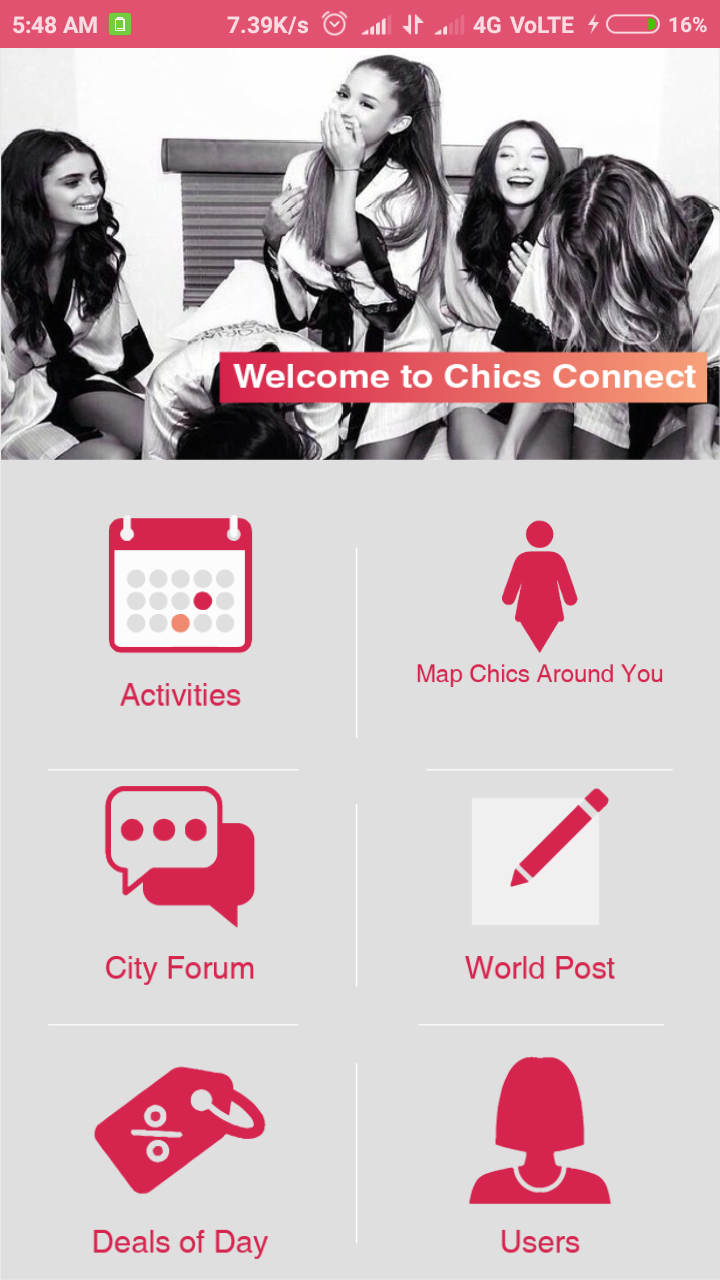 5:48 AM 7.39K/s 4G VoLTE 16%
Welcome to Chics Connect
Activities
Map Chics Around You
City Forum
World Post
Deals of Day
Users